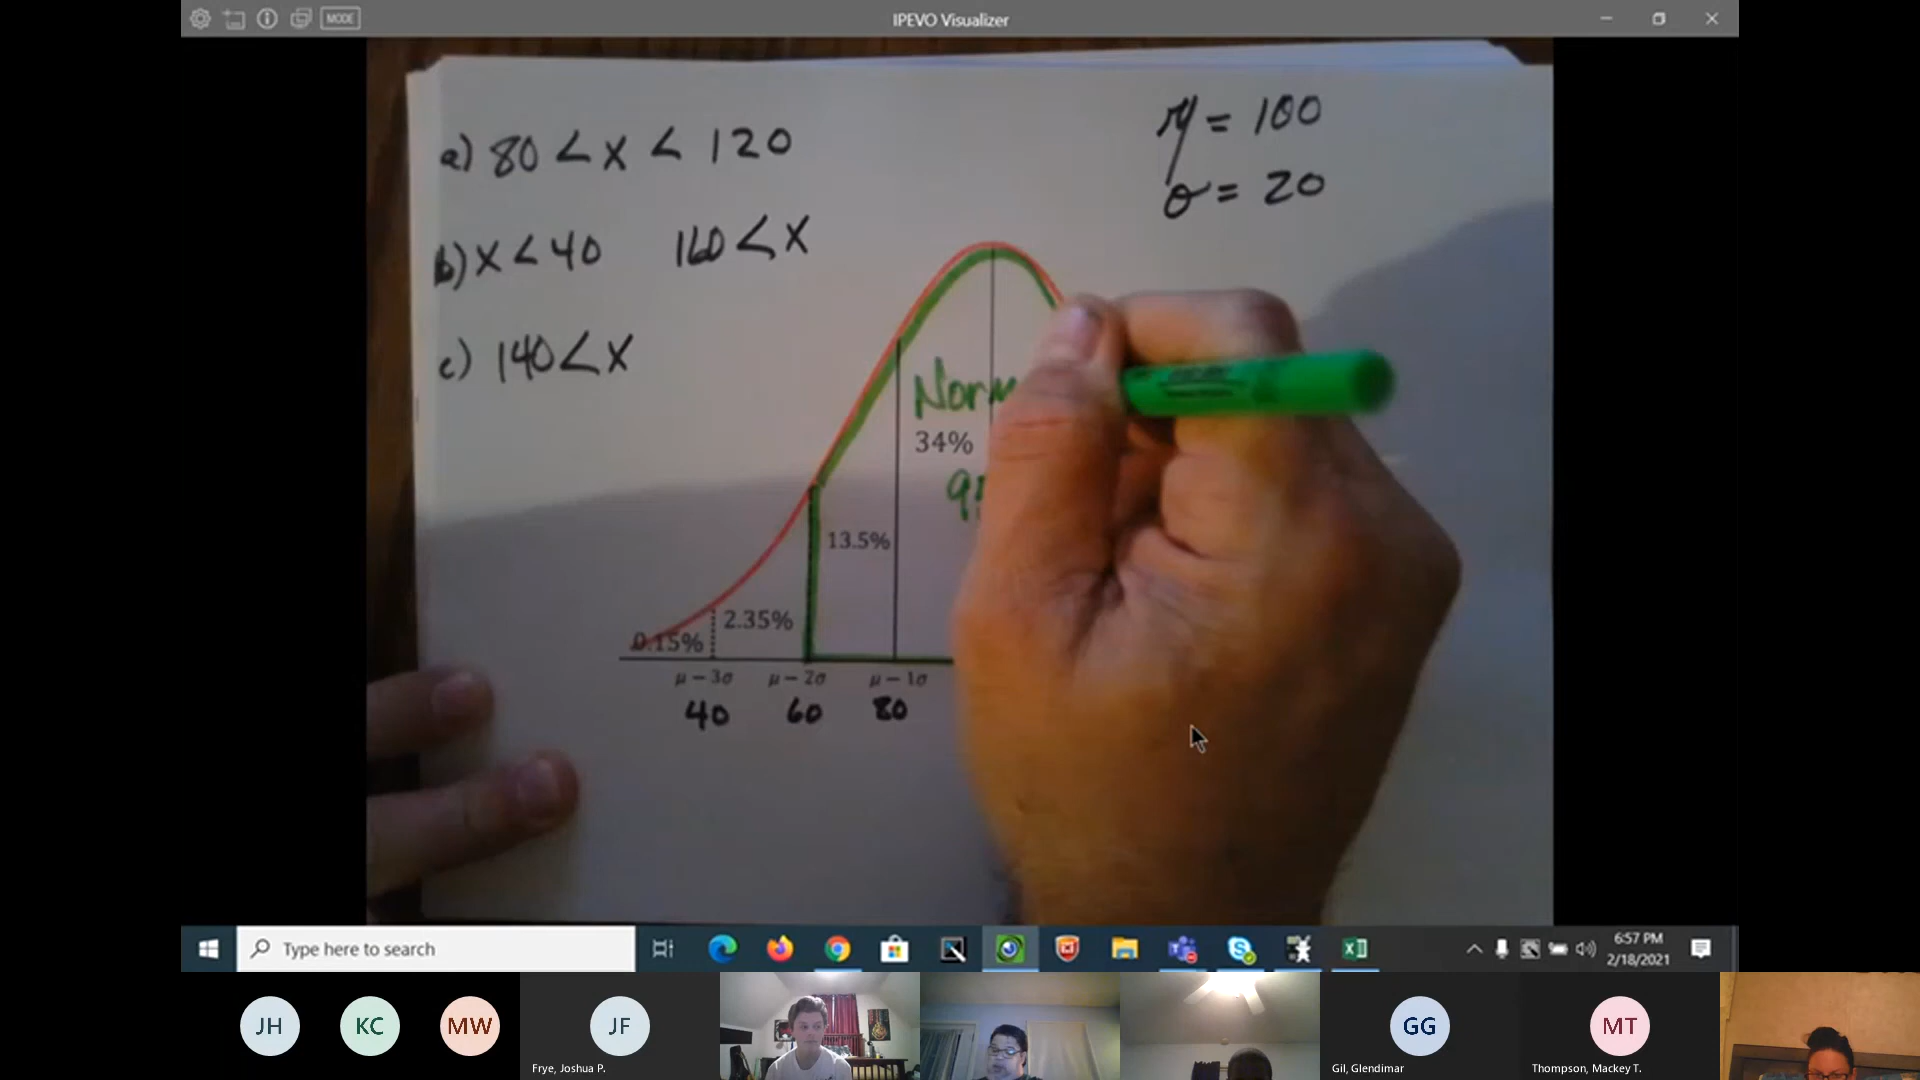 MODE
IPEVO Visualizer
a) 80 < x < 120
μ = 100
σ = 20
b) x < 40 160 < x
c) 140 < x
34%
13.5%
2.35%
0.15%
μ − 3σ μ − 2σ μ − 1σ
40 60 80
Type here to search
6:57 PM
2/18/2021
JH KC MW JF GG MT
Frye, Joshua P.
Gil, Glendimar
Thompson, Mackey T.